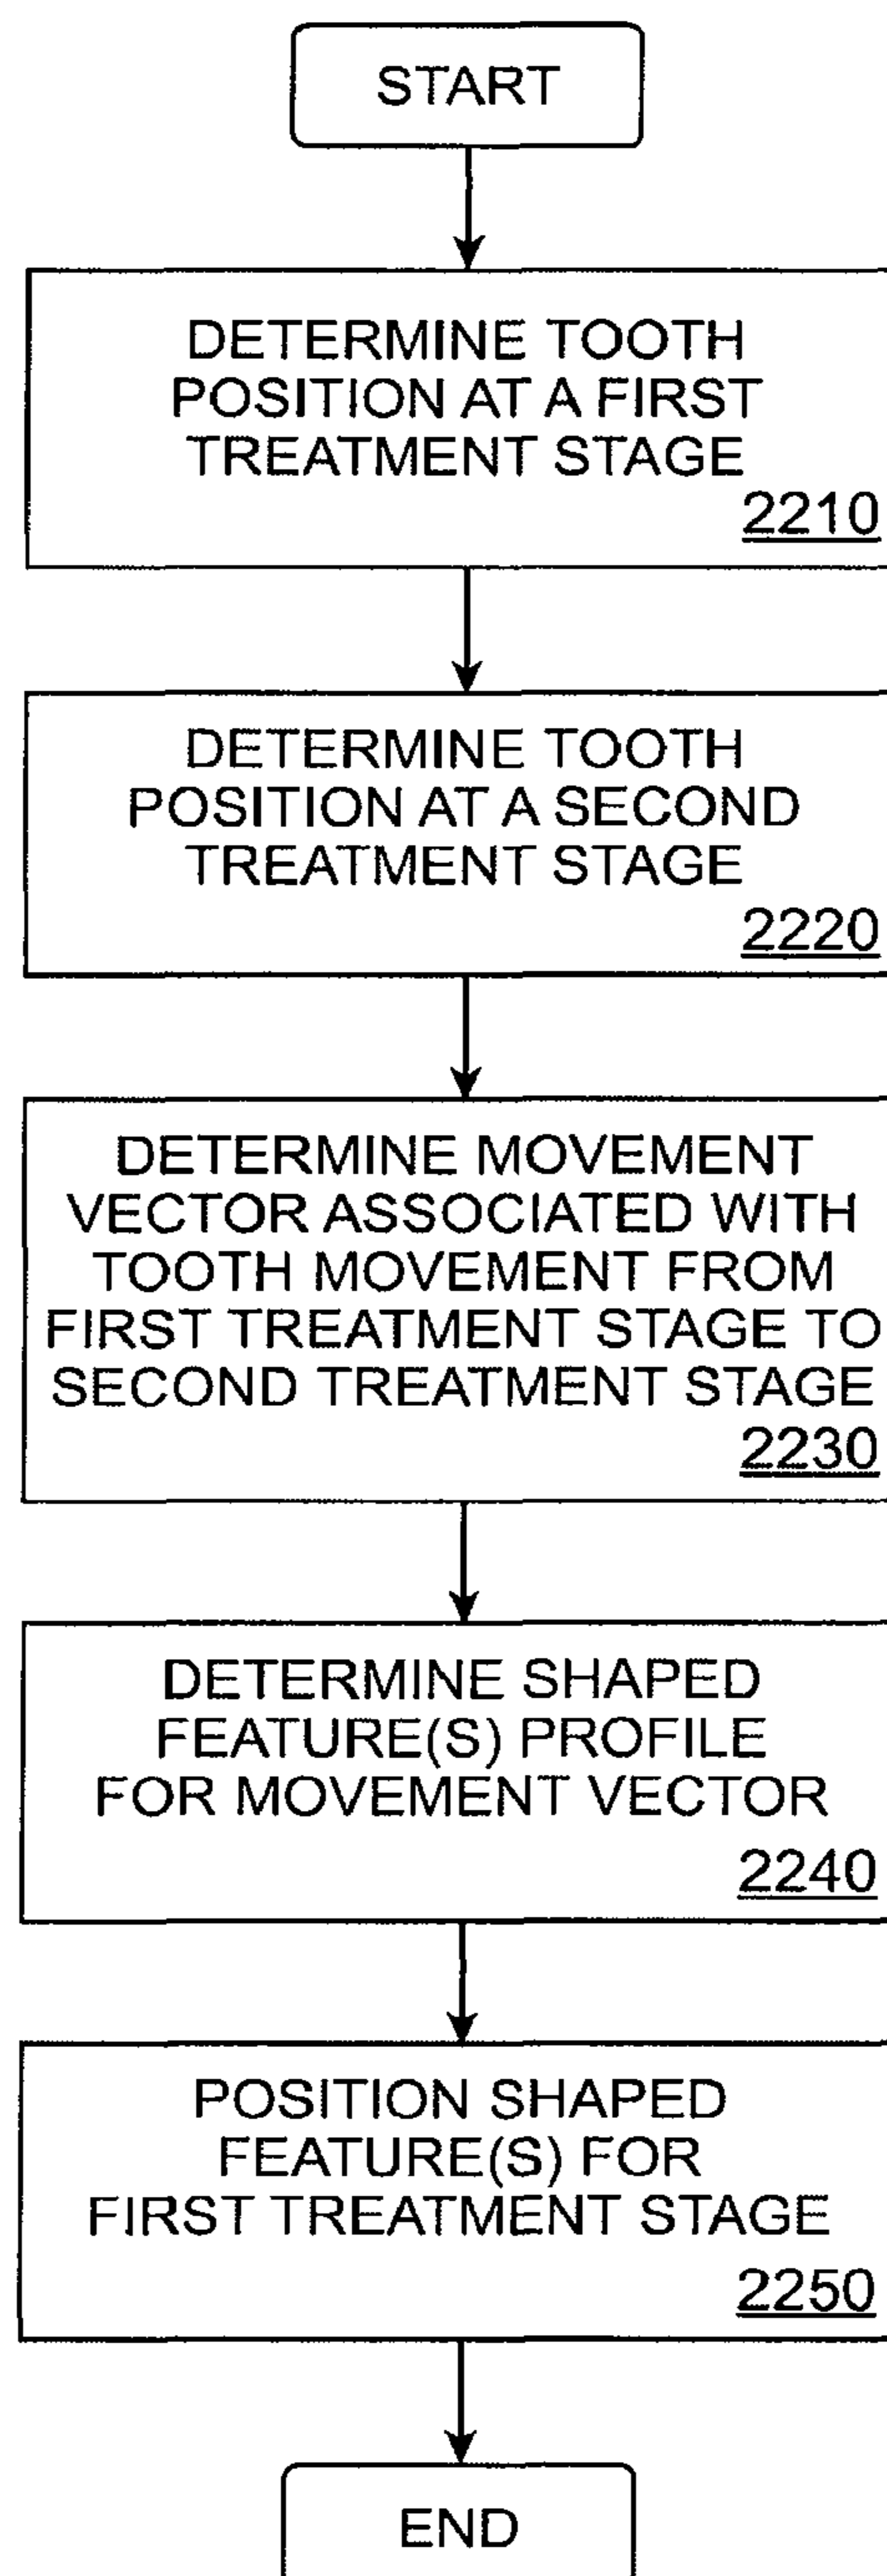 START
DETERMINE TOOTH
POSITION AT A FIRST
TREATMENT STAGE
2210
DETERMINE TOOTH
POSITION AT A SECOND
TREATMENT STAGE
2220
DETERMINE MOVEMENT
VECTOR ASSOCIATED WITH
TOOTH MOVEMENT FROM
FIRST TREATMENT STAGE TO
SECOND TREATMENT STAGE
2230
DETERMINE SHAPED
FEATURE(S) PROFILE
FOR MOVEMENT VECTOR
2240
POSITION SHAPED
FEATURE(S) FOR
FIRST TREATMENT STAGE
2250
END